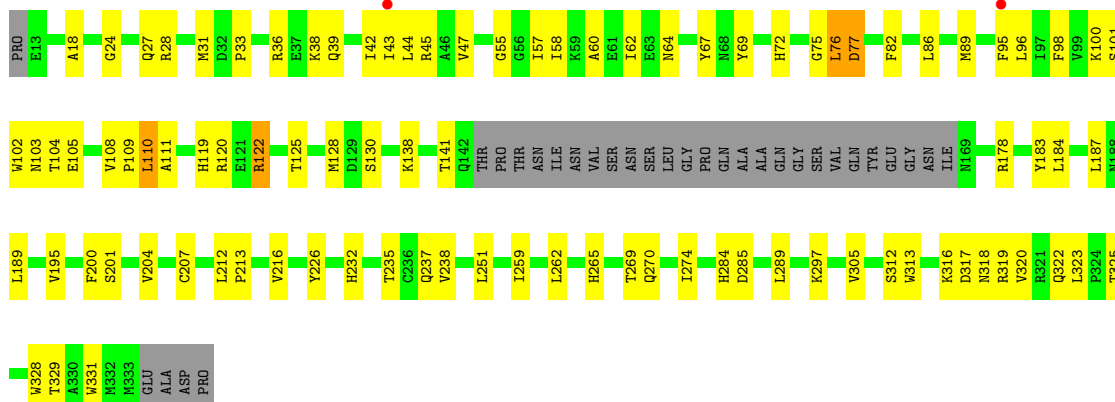 PRO E13 A18 G24 Q27 R28 M31 D32 P33 R36 E37 K38 Q39 I42 I43 L44 R45 A46 V47 G55 G56 I57 I58 K59 A60 E61 I62 E63 N64 Y67 N68 Y69 H72 G75 L76 D77 F82 L86 M89 F95 L96 I97 F98 V99 K100 S101
W102 N103 T104 E105 V108 P109 L110 A111 H119 R120 E121 R122 T125 M128 D129 S130 K138 T141 Q142 THR PRO THR ASN ILE ASN VAL SER ASN SER LEU GLY PRO GLN ALA ALA GLN GLY SER VAL GLN TYR GLU GLY ASN ILE N169 R178 Y183 L184 L187 N188
L189 V195 F200 S201 V204 C207 L212 P213 V216 Y226 H232 T235 C236 Q237 V238 L251 I259 L262 H265 T269 Q270 I274 H284 D285 L289 K297 V305 S312 W313 K316 D317 N318 R319 V320 R321 Q322 L323 P324 T325
W328 T329 A330 W331 M332 M333 GLU ALA ASP PRO